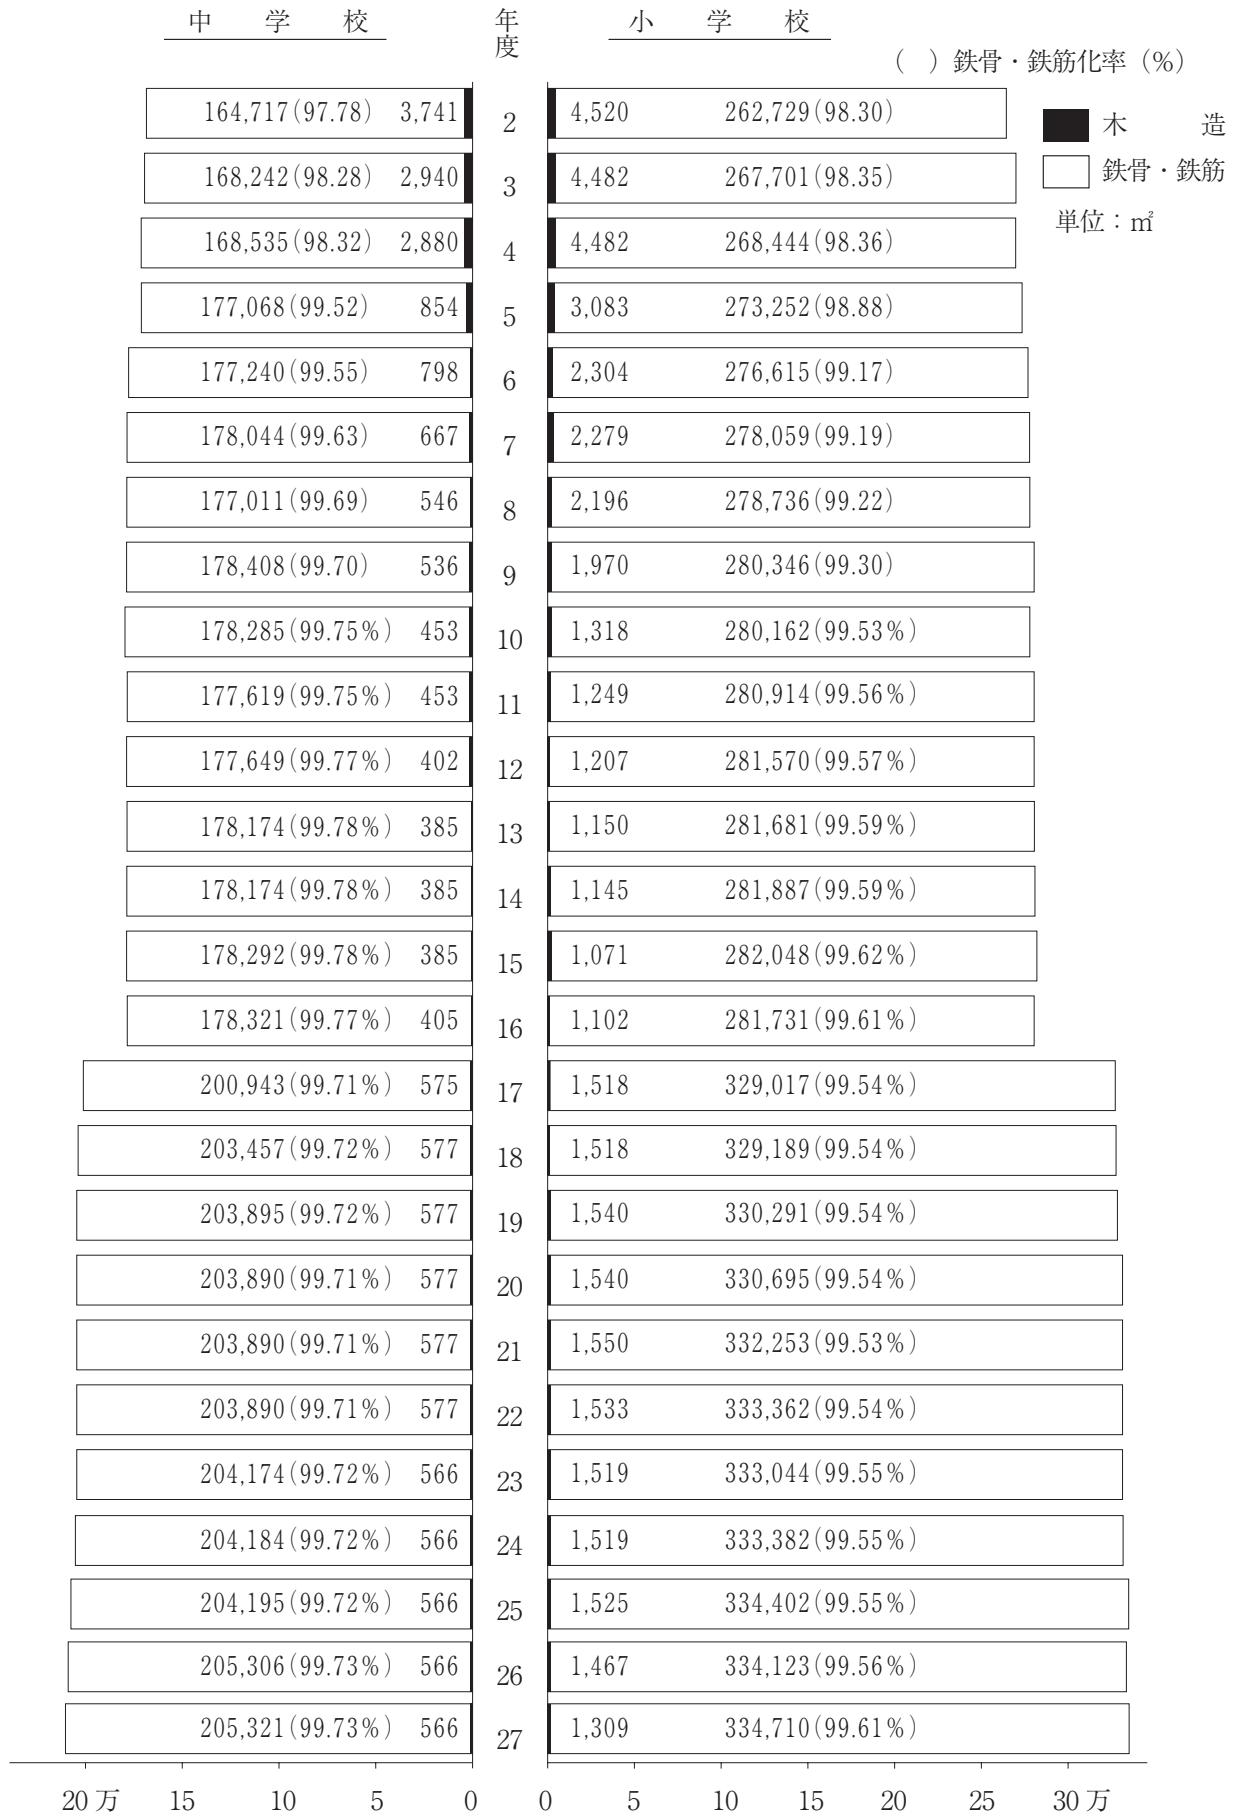 中学校 年度 小学校
（ ）鉄骨・鉄筋化率（%）
木造
鉄骨・鉄筋
単位：㎡
164,717(97.78) 3,741 2 4,520 262,729(98.30)
168,242(98.28) 2,940 3 4,482 267,701(98.35)
168,535(98.32) 2,880 4 4,482 268,444(98.36)
177,068(99.52) 854 5 3,083 273,252(98.88)
177,240(99.55) 798 6 2,304 276,615(99.17)
178,044(99.63) 667 7 2,279 278,059(99.19)
177,011(99.69) 546 8 2,196 278,736(99.22)
178,408(99.70) 536 9 1,970 280,346(99.30)
178,285(99.75%) 453 10 1,318 280,162(99.53%)
177,619(99.75%) 453 11 1,249 280,914(99.56%)
177,649(99.77%) 402 12 1,207 281,570(99.57%)
178,174(99.78%) 385 13 1,150 281,681(99.59%)
178,174(99.78%) 385 14 1,145 281,887(99.59%)
178,292(99.78%) 385 15 1,071 282,048(99.62%)
178,321(99.77%) 405 16 1,102 281,731(99.61%)
200,943(99.71%) 575 17 1,518 329,017(99.54%)
203,457(99.72%) 577 18 1,518 329,189(99.54%)
203,895(99.72%) 577 19 1,540 330,291(99.54%)
203,890(99.71%) 577 20 1,540 330,695(99.54%)
203,890(99.71%) 577 21 1,550 332,253(99.53%)
203,890(99.71%) 577 22 1,533 333,362(99.54%)
204,174(99.72%) 566 23 1,519 333,044(99.55%)
204,184(99.72%) 566 24 1,519 333,382(99.55%)
204,195(99.72%) 566 25 1,525 334,402(99.55%)
205,306(99.73%) 566 26 1,467 334,123(99.56%)
205,321(99.73%) 566 27 1,309 334,710(99.61%)
20万 15 10 5 0 0 5 10 15 20 25 30万